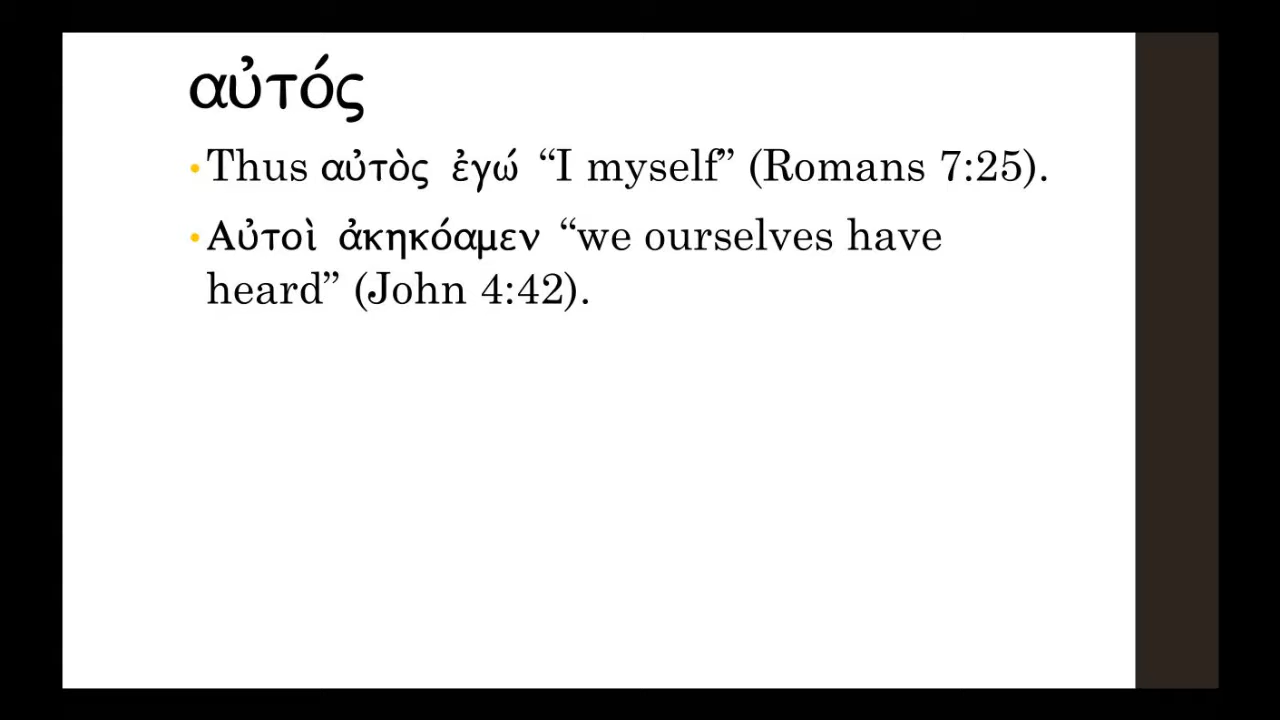 αὐτός
•Thus αὐτὸς ἐγώ “I myself” (Romans 7:25).
•Αὐτοὶ ἀκηκόαμεν “we ourselves have
heard” (John 4:42).